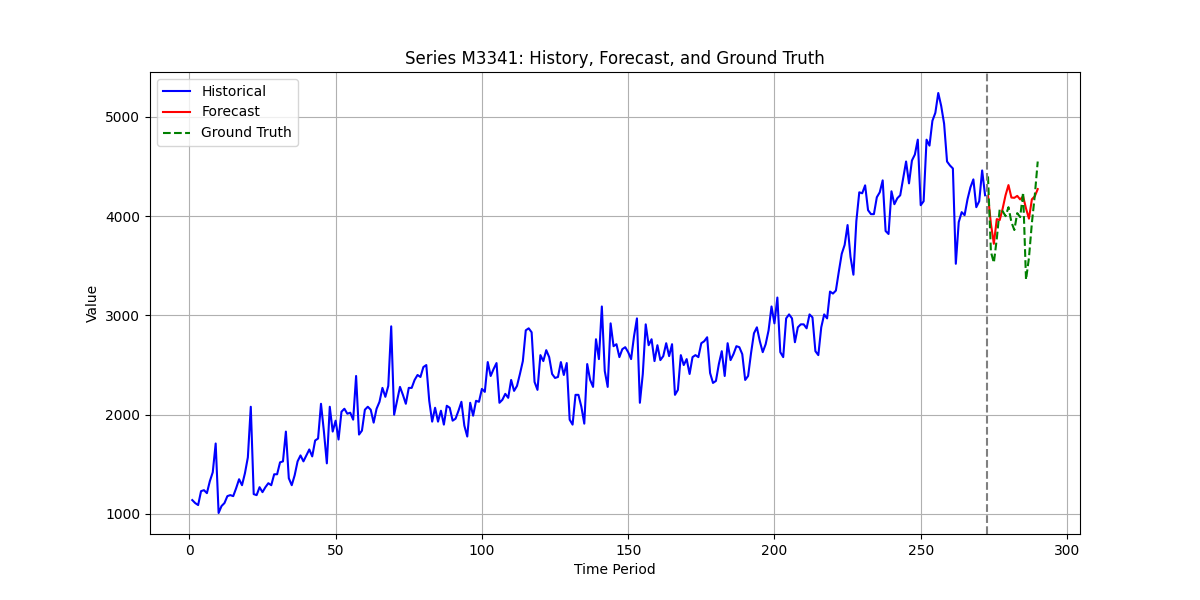 Series M3341: History, Forecast, and Ground Truth
Historical
Forecast
Ground Truth
5000
4000
3000
2000
1000
Value
0 50 100 150 200 250 300
Time Period